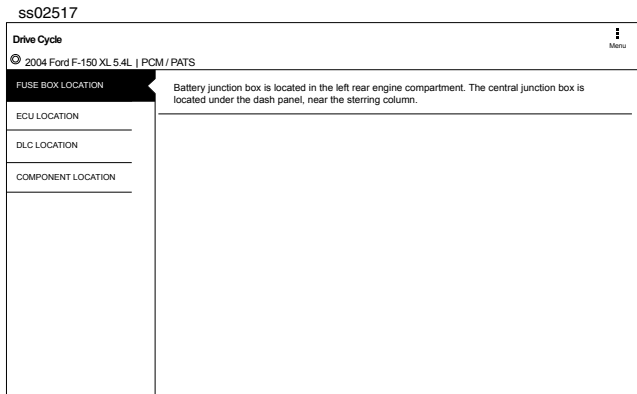 ss02517
Drive Cycle
Menu
2004 Ford F-150 XL 5.4L | PCM / PATS
FUSE BOX LOCATION
ECU LOCATION
DLC LOCATION
COMPONENT LOCATION
Battery junction box is located in the left rear engine compartment. The central junction box is
located under the dash panel, near the sterring column.